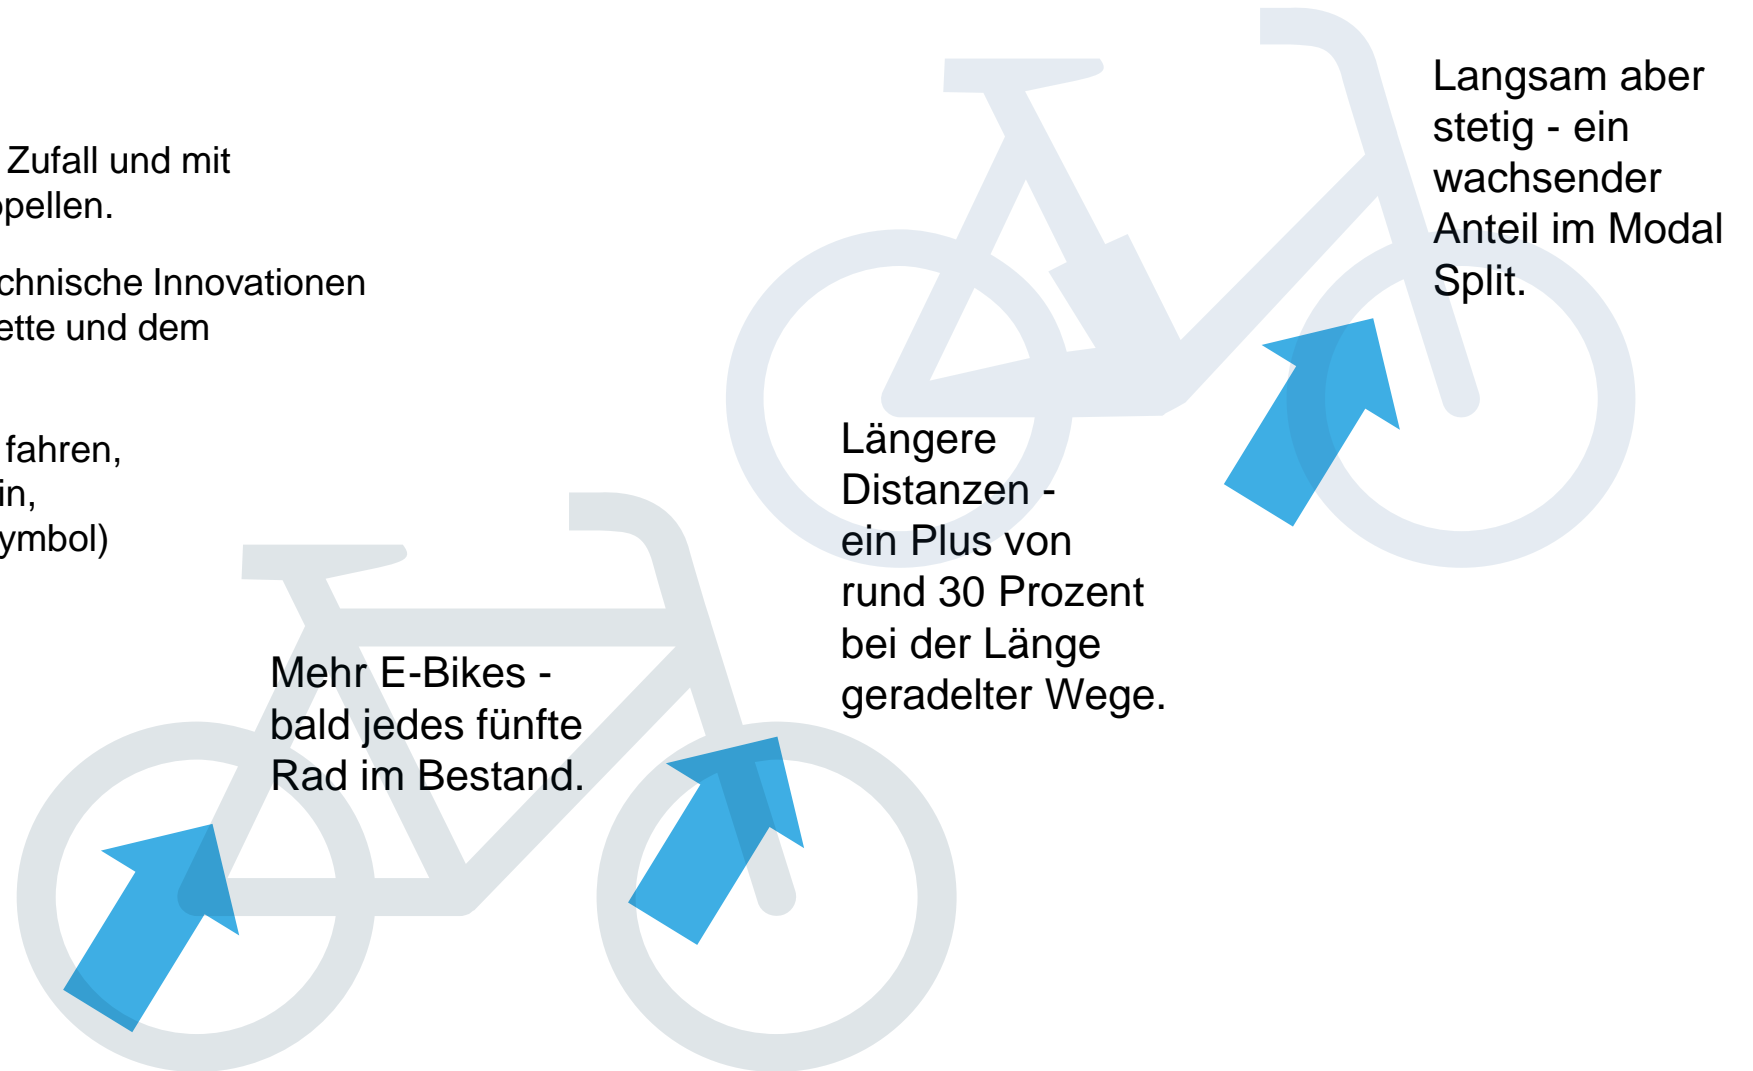 Zufall und mit
chnische Innovationen
ette und dem
fahren,
in,
ymbol)
Mehr E-Bikes -
bald jedes fünfte
Rad im Bestand.
Längere
Distanzen -
ein Plus von
rund 30 Prozent
bei der Länge
geradelter Wege.
Langsam aber
stetig - ein
wachsender
Anteil im Modal
Split.